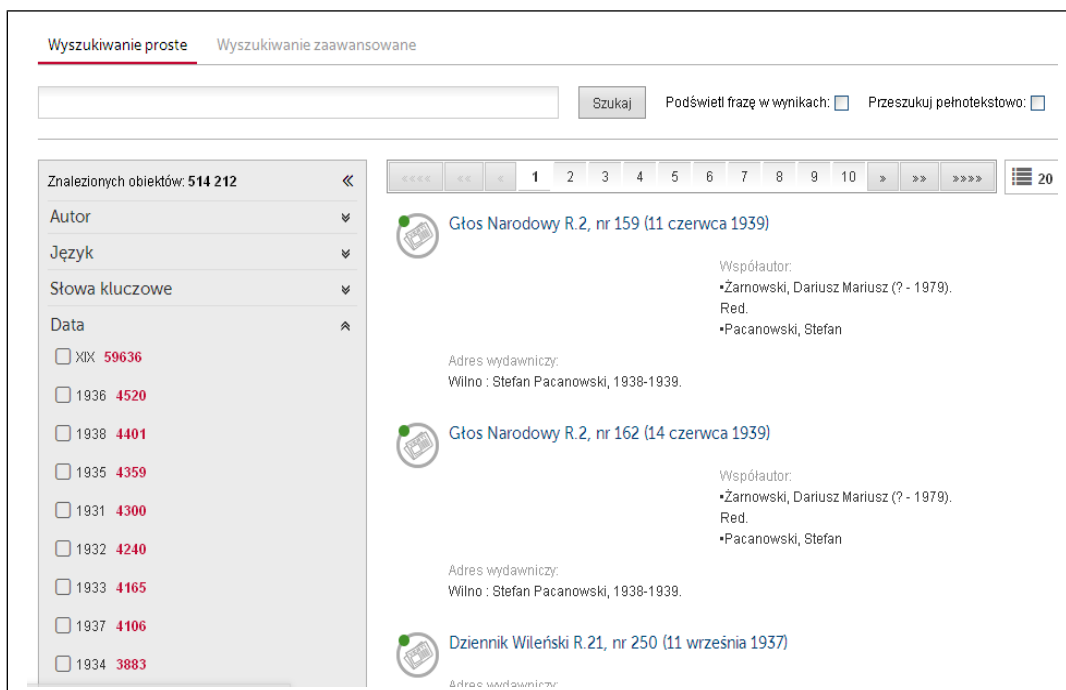 Wyszukiwanie proste Wyszukiwanie zaawansowane
Szukaj Podświetl frazę w wynikach: Przeszukuj pełnotekstowo:
Znalezionych obiektów: 514 212 «
Autor
Język
Słowa kluczowe
Data
XIX 59636
1936 4520
1938 4401
1935 4359
1931 4300
1932 4240
1933 4165
1937 4106
1934 3883
«««« «« « 1 2 3 4 5 6 7 8 9 10 » »» »»»» 20
Głos Narodowy R.2, nr 159 (11 czerwca 1939)
Współautor:
▪Żarnowski, Dariusz Mariusz (? - 1979).
Red.
▪Pacanowski, Stefan
Adres wydawniczy:
Wilno : Stefan Pacanowski, 1938-1939.
Głos Narodowy R.2, nr 162 (14 czerwca 1939)
Współautor:
▪Żarnowski, Dariusz Mariusz (? - 1979).
Red.
▪Pacanowski, Stefan
Adres wydawniczy:
Wilno : Stefan Pacanowski, 1938-1939.
Dziennik Wileński R.21, nr 250 (11 września 1937)
Adres wydawniczy: